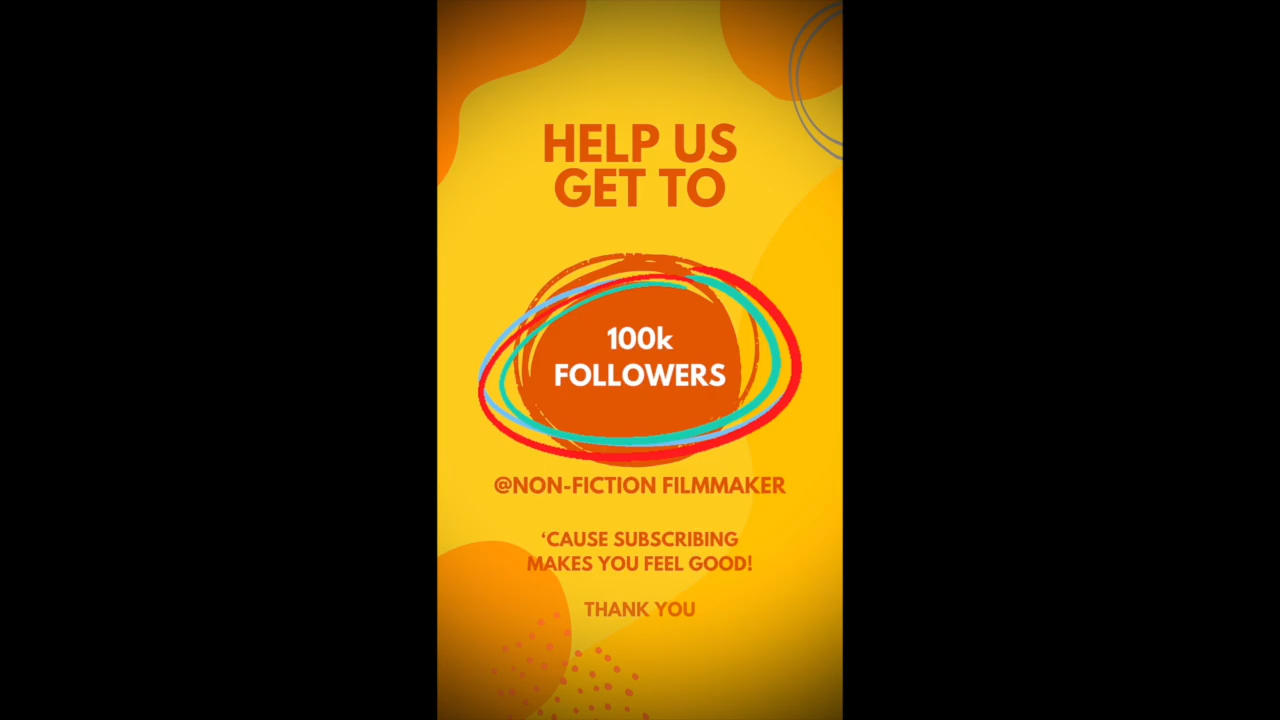 HELP US
GET TO
100k
FOLLOWERS
@NON-FICTION FILMMAKER
‘CAUSE SUBSCRIBING
MAKES YOU FEEL GOOD!
THANK YOU